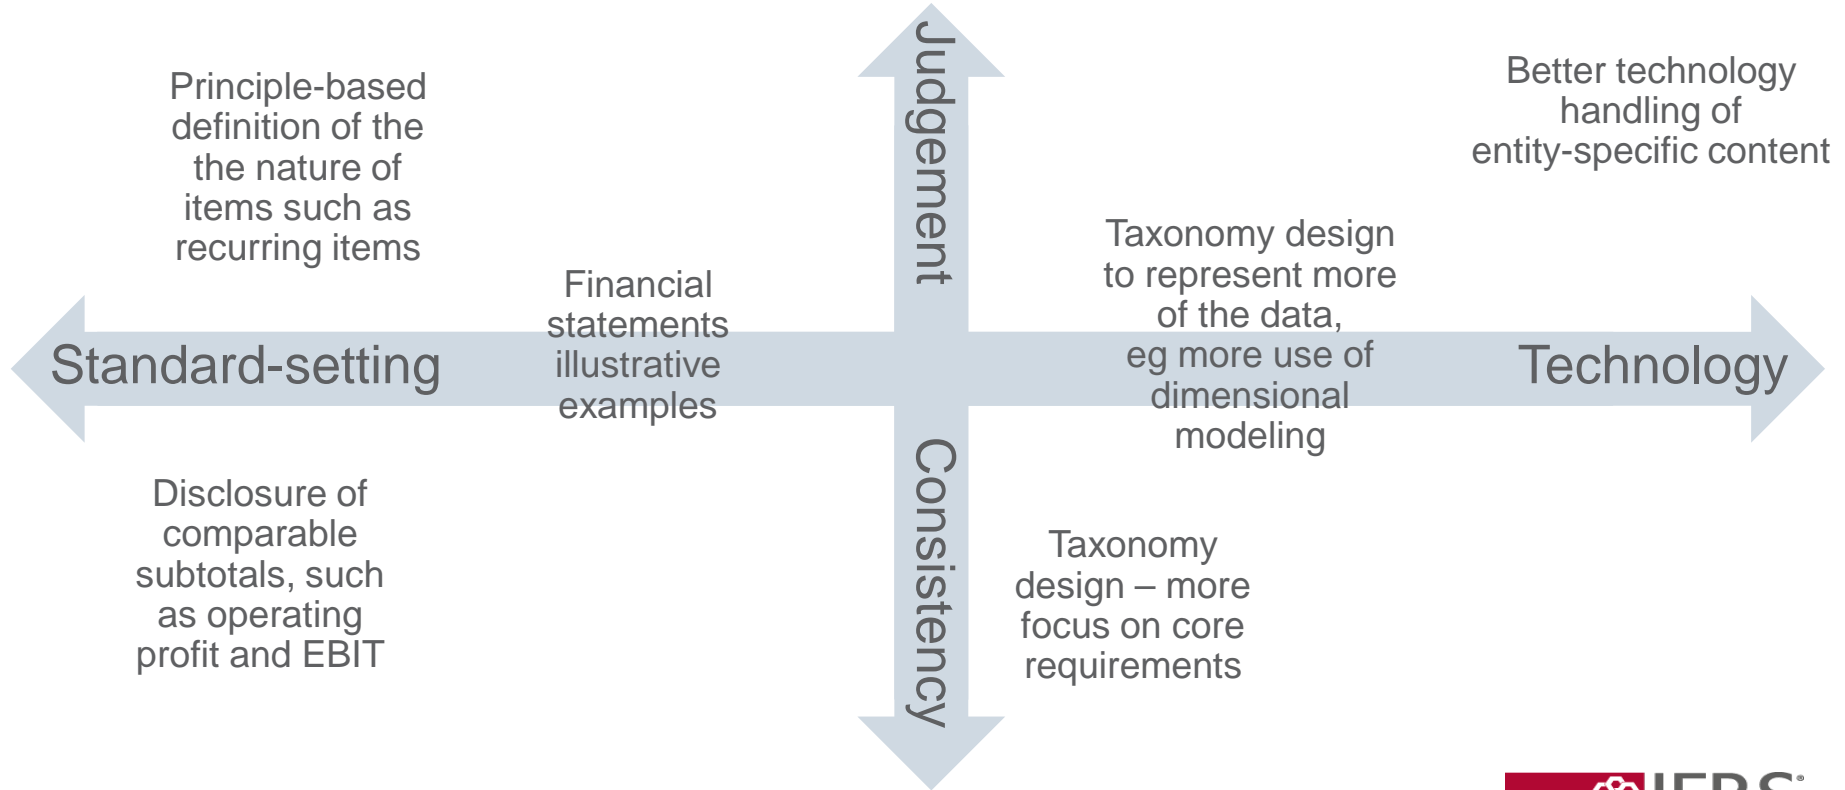 Judgement
Principle-based
definition of the
the nature of
items such as
recurring items
Better technology
handling of
entity-specific content
Financial
statements
illustrative
examples
Taxonomy design
to represent more
of the data,
eg more use of
dimensional
modeling
Standard-setting
Technology
Consistency
Disclosure of
comparable
subtotals, such
as operating
profit and EBIT
Taxonomy
design – more
focus on core
requirements
IFRS®